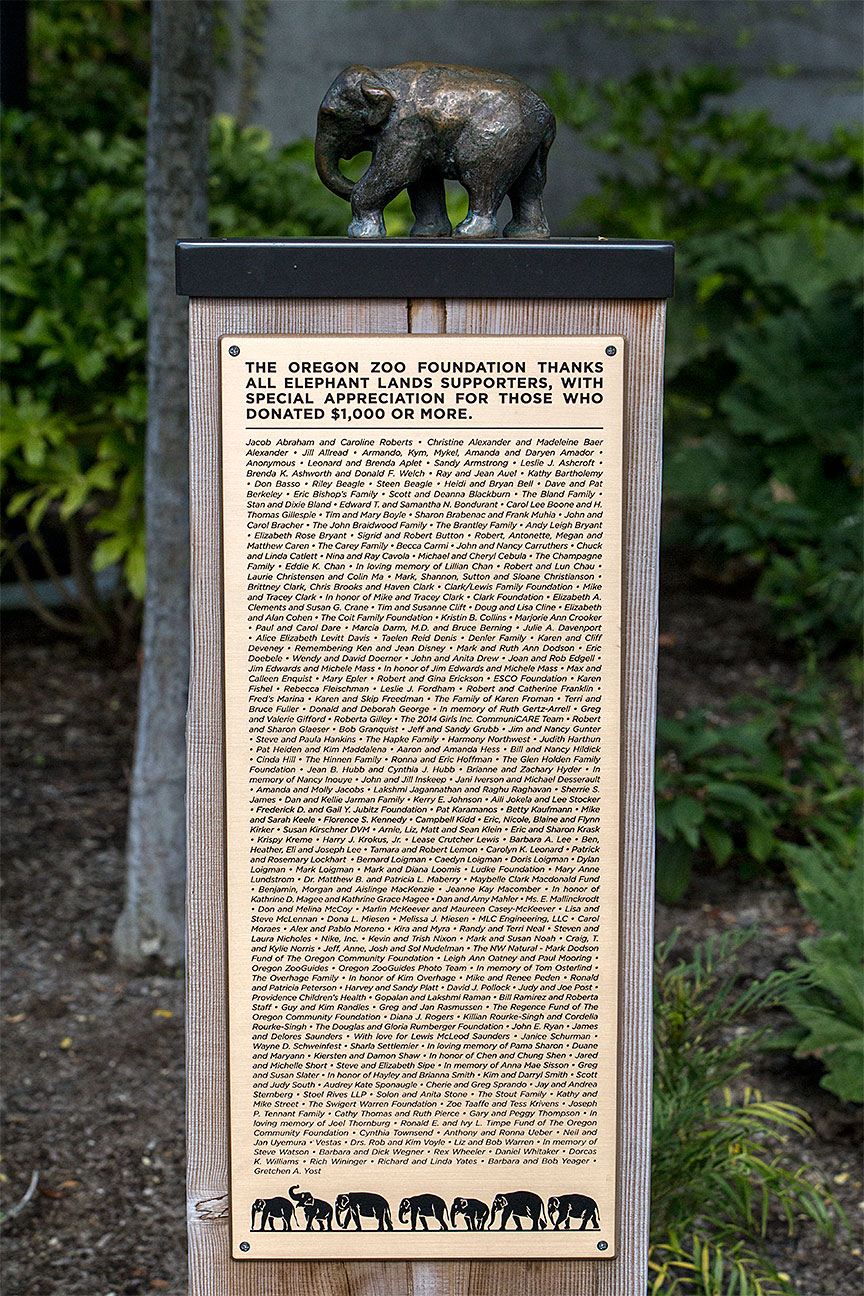 THE OREGON ZOO FOUNDATION THANKS
ALL ELEPHANT LANDS SUPPORTERS, WITH
SPECIAL APPRECIATION FOR THOSE WHO
DONATED $1,000 OR MORE.
Jacob Abraham and Caroline Roberts • Christine Alexander and Madeleine Baer
Alexander • Jill Allread • Armando, Kym, Mykel, Amanda and Daryen Amador •
Anonymous • Leonard and Brenda Aplet • Sandy Armstrong • Leslie J. Ashcroft •
Brenda K. Ashworth and Donald F. Welch • Ray and Jean Auel • Kathy Bartholemy
• Don Basso • Riley Beagle • Steen Beagle • Heidi and Bryan Bell • Dave and Pat
Berkeley • Eric Bishop's Family • Scott and Deanna Blackburn • The Bland Family •
Stan and Dixie Bland • Edward T. and Samantha N. Bondurant • Carol Lee Boone and H.
Thomas Gillespie • Tim and Mary Boyle • Sharon Brabenac and Frank Muhia • John and
Carol Bracher • The John Braidwood Family • The Brantley Family • Andy Leigh Bryant
• Elizabeth Rose Bryant • Sigrid and Robert Button • Robert, Antonette, Megan and
Matthew Caren • The Carey Family • Becca Carmi • John and Nancy Carruthers • Chuck
and Linda Catlett • Nina and Ray Cavola • Michael and Cheryl Cebula • The Champagne
Family • Eddie K. Chan • In loving memory of Lillian Chan • Robert and Lun Chau •
Laurie Christensen and Colin Ma • Mark, Shannon, Sutton and Sloane Christianson •
Brittney Clark, Chris Brooks and Haven Clark • Clark/Lewis Family Foundation • Mike
and Tracey Clark • In honor of Mike and Tracey Clark • Clark Foundation • Elizabeth A.
Clements and Susan G. Crane • Tim and Susanne Clift • Doug and Lisa Cline • Elizabeth
and Alan Cohen • The Coit Family Foundation • Kristin B. Collins • Marjorie Ann Crooker
• Paul and Carol Dare • Marcia Darm, M.D. and Bruce Berning • Julie A. Davenport
• Alice Elizabeth Levitt Davis • Taelen Reid Denis • Denler Family • Karen and Cliff
Deveney • Remembering Ken and Jean Disney • Mark and Ruth Ann Dodson • Eric
Doebele • Wendy and David Doerner • John and Anita Drew • Joan and Rob Edgell •
Jim Edwards and Michele Mass • In honor of Jim Edwards and Michele Mass • Max and
Calleen Enquist • Mary Epler • Robert and Gina Erickson • ESCO Foundation • Karen
Fishel • Rebecca Fleischman • Leslie J. Fordham • Robert and Catherine Franklin •
Fred's Marina • Karen and Skip Freedman • The Family of Karen Froman • Terri and
Bruce Fuller • Donald and Deborah George • In memory of Ruth Gertz-Arrell • Greg
and Valerie Gifford • Roberta Gilley • The 2014 Girls Inc. CommuniCARE Team • Robert
and Sharon Glaeser • Bob Granquist • Jeff and Sandy Grubb • Jim and Nancy Gunter
• Steve and Paula Hankins • The Hapke Family • Harmony Northwest • Judith Harthun
• Pat Heiden and Kim Maddalena • Aaron and Amanda Hess • Bill and Nancy Hildick
• Cinda Hill • The Hinnen Family • Ronna and Eric Hoffman • The Glen Holden Family
Foundation • Jean B. Hubb and Cynthia J. Hubb • Brianne and Zachary Hyder • In
memory of Nancy Inouye • John and Jill Inskeep • Jani Iverson and Michael Desserault
• Amanda and Molly Jacobs • Lakshmi Jagannathan and Raghu Raghavan • Sherrie S.
James • Dan and Kellie Jarman Family • Kerry E. Johnson • Aili Jokela and Lee Stocker
• Frederick D. and Gail Y. Jubitz Foundation • Pat Karamanos • Betty Kaufmann • Mike
and Sarah Keele • Florence S. Kennedy • Campbell Kidd • Eric, Nicole, Blaine and Flynn
Kirker • Susan Kirschner DVM • Arnie, Liz, Matt and Sean Klein • Eric and Sharon Krask
• Krispy Kreme • Harry J. Krokus, Jr. • Lease Crutcher Lewis • Barbara A. Lee • Ben,
Heather, Eli and Joseph Lee • Tamara and Robert Lemon • Carolyn K. Leonard • Patrick
and Rosemary Lockhart • Bernard Loigman • Caedyn Loigman • Doris Loigman • Dylan
Loigman • Mark Loigman • Mark and Diana Loomis • Ludke Foundation • Mary Anne
Lundstrum • Dr. Matthew B. and Patricia L. Maberry • Maybelle Clark Macdonald Fund
• Benjamin, Morgan and Aislinge MacKenzie • Jeanne Kay Macomber • In honor of
Kathrine D. Magee and Kathrine Grace Magee • Dan and Amy Mahler • Ms. E. Mallinckrodt
• Don and Melina McCoy • Marlin McKeever and Maureen Casey-McKeever • Lisa and
Steve McLennan • Dona L. Miesen • Melissa J. Miesen • MLC Engineering, LLC • Carol
Moraes • Alex and Pablo Moreno • Kira and Myra • Randy and Terri Neal • Steven and
Laura Nicholes • Nike, Inc. • Kevin and Trish Nixon • Mark and Susan Noah • Craig, T.
and Kylie Norris • Jeff, Anne, Josh and Sol Nudelman • The NW Natural - Mark Dodson
Fund of The Oregon Community Foundation • Leigh Ann Oatney and Paul Mooring •
Oregon ZooGuides • Oregon ZooGuides Photo Team • In memory of Tom Osterlind •
The Overhage Family • In honor of Kim Overhage • Mike and Renee Peden • Ronald
and Patricia Peterson • Harvey and Sandy Platt • David J. Pollock • Judy and Joe Post •
Providence Children's Health • Gopalan and Lakshmi Raman • Bill Ramirez and Roberta
Staff • Guy and Kim Randles • Greg and Jan Rasmussen • The Regence Fund of The
Oregon Community Foundation • Diana J. Rogers • Killian Rourke-Singh and Cordelia
Rourke-Singh • The Douglas and Gloria Rumberger Foundation • John E. Ryan • James
and Delores Saunders • With love for Lewis McLeod Saunders • Janice Schurman •
Wayne D. Schweinfest • Sharla Settlemier • In loving memory of Pama Sharon • Duane
and Maryann • Kiersten and Damon Shaw • In honor of Chen and Chung Shen • Jared
and Michelle Short • Steve and Elizabeth Sipe • In memory of Anna Mae Sisson • Greg
and Susan Slater • In honor of Hayley and Brianna Smith • Kim and Darryl Smith • Scott
and Judy South • Audrey Kate Sponaugle • Cherie and Greg Sprando • Jay and Andrea
Sternberg • Stoel Rives LLP • Solon and Anita Stone • The Stout Family • Kathy and
Mike Street • The Swigert Warren Foundation • Zoe Taaffe and Tess Krivens • Joseph
P. Tennant Family • Cathy Thomas and Ruth Pierce • Gary and Peggy Thompson • In
loving memory of Joel Thornburg • Ronald E. and Ivy L. Timpe Fund of The Oregon
Community Foundation • Cynthia Townsend • Anthony and Ronna Ueber • Neil and
Jan Uyemura • Vestas • Drs. Rob and Kim Voyle • Liz and Bob Warren • In memory of
Steve Watson • Barbara and Dick Wegner • Rex Wheeler • Daniel Whitaker • Dorcas
K. Williams • Rich Wininger • Richard and Linda Yates • Barbara and Bob Yeager •
Gretchen A. Yost